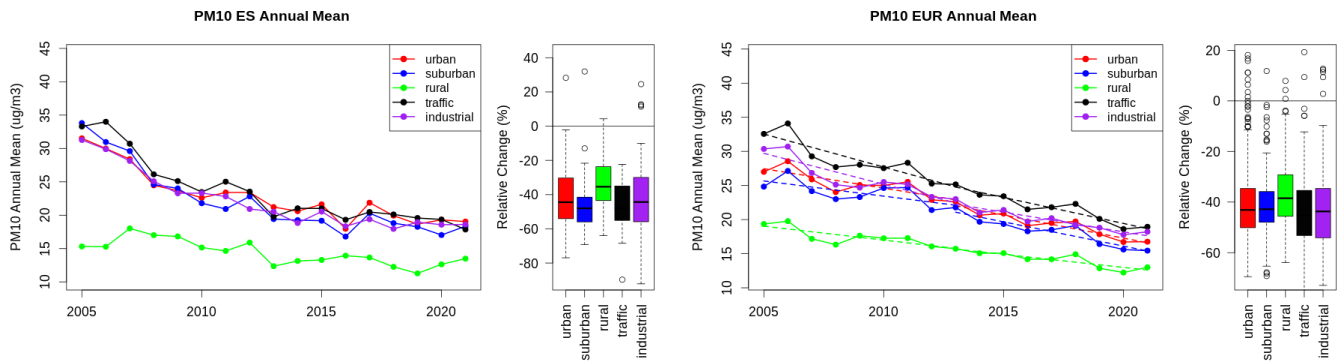 PM10 ES Annual Mean
PM10 Annual Mean (ug/m3)
45
40
35
30
25
20
15
10
2005
2010
2015
2020
urban
suburban
rural
traffic
industrial
Relative Change (%)
40
20
0
-20
-40
-60
-80
urban
suburban
rural
traffic
industrial
PM10 EUR Annual Mean
PM10 Annual Mean (ug/m3)
45
40
35
30
25
20
15
10
2005
2010
2015
2020
urban
suburban
rural
traffic
industrial
Relative Change (%)
20
0
-20
-40
-60
urban
suburban
rural
traffic
industrial